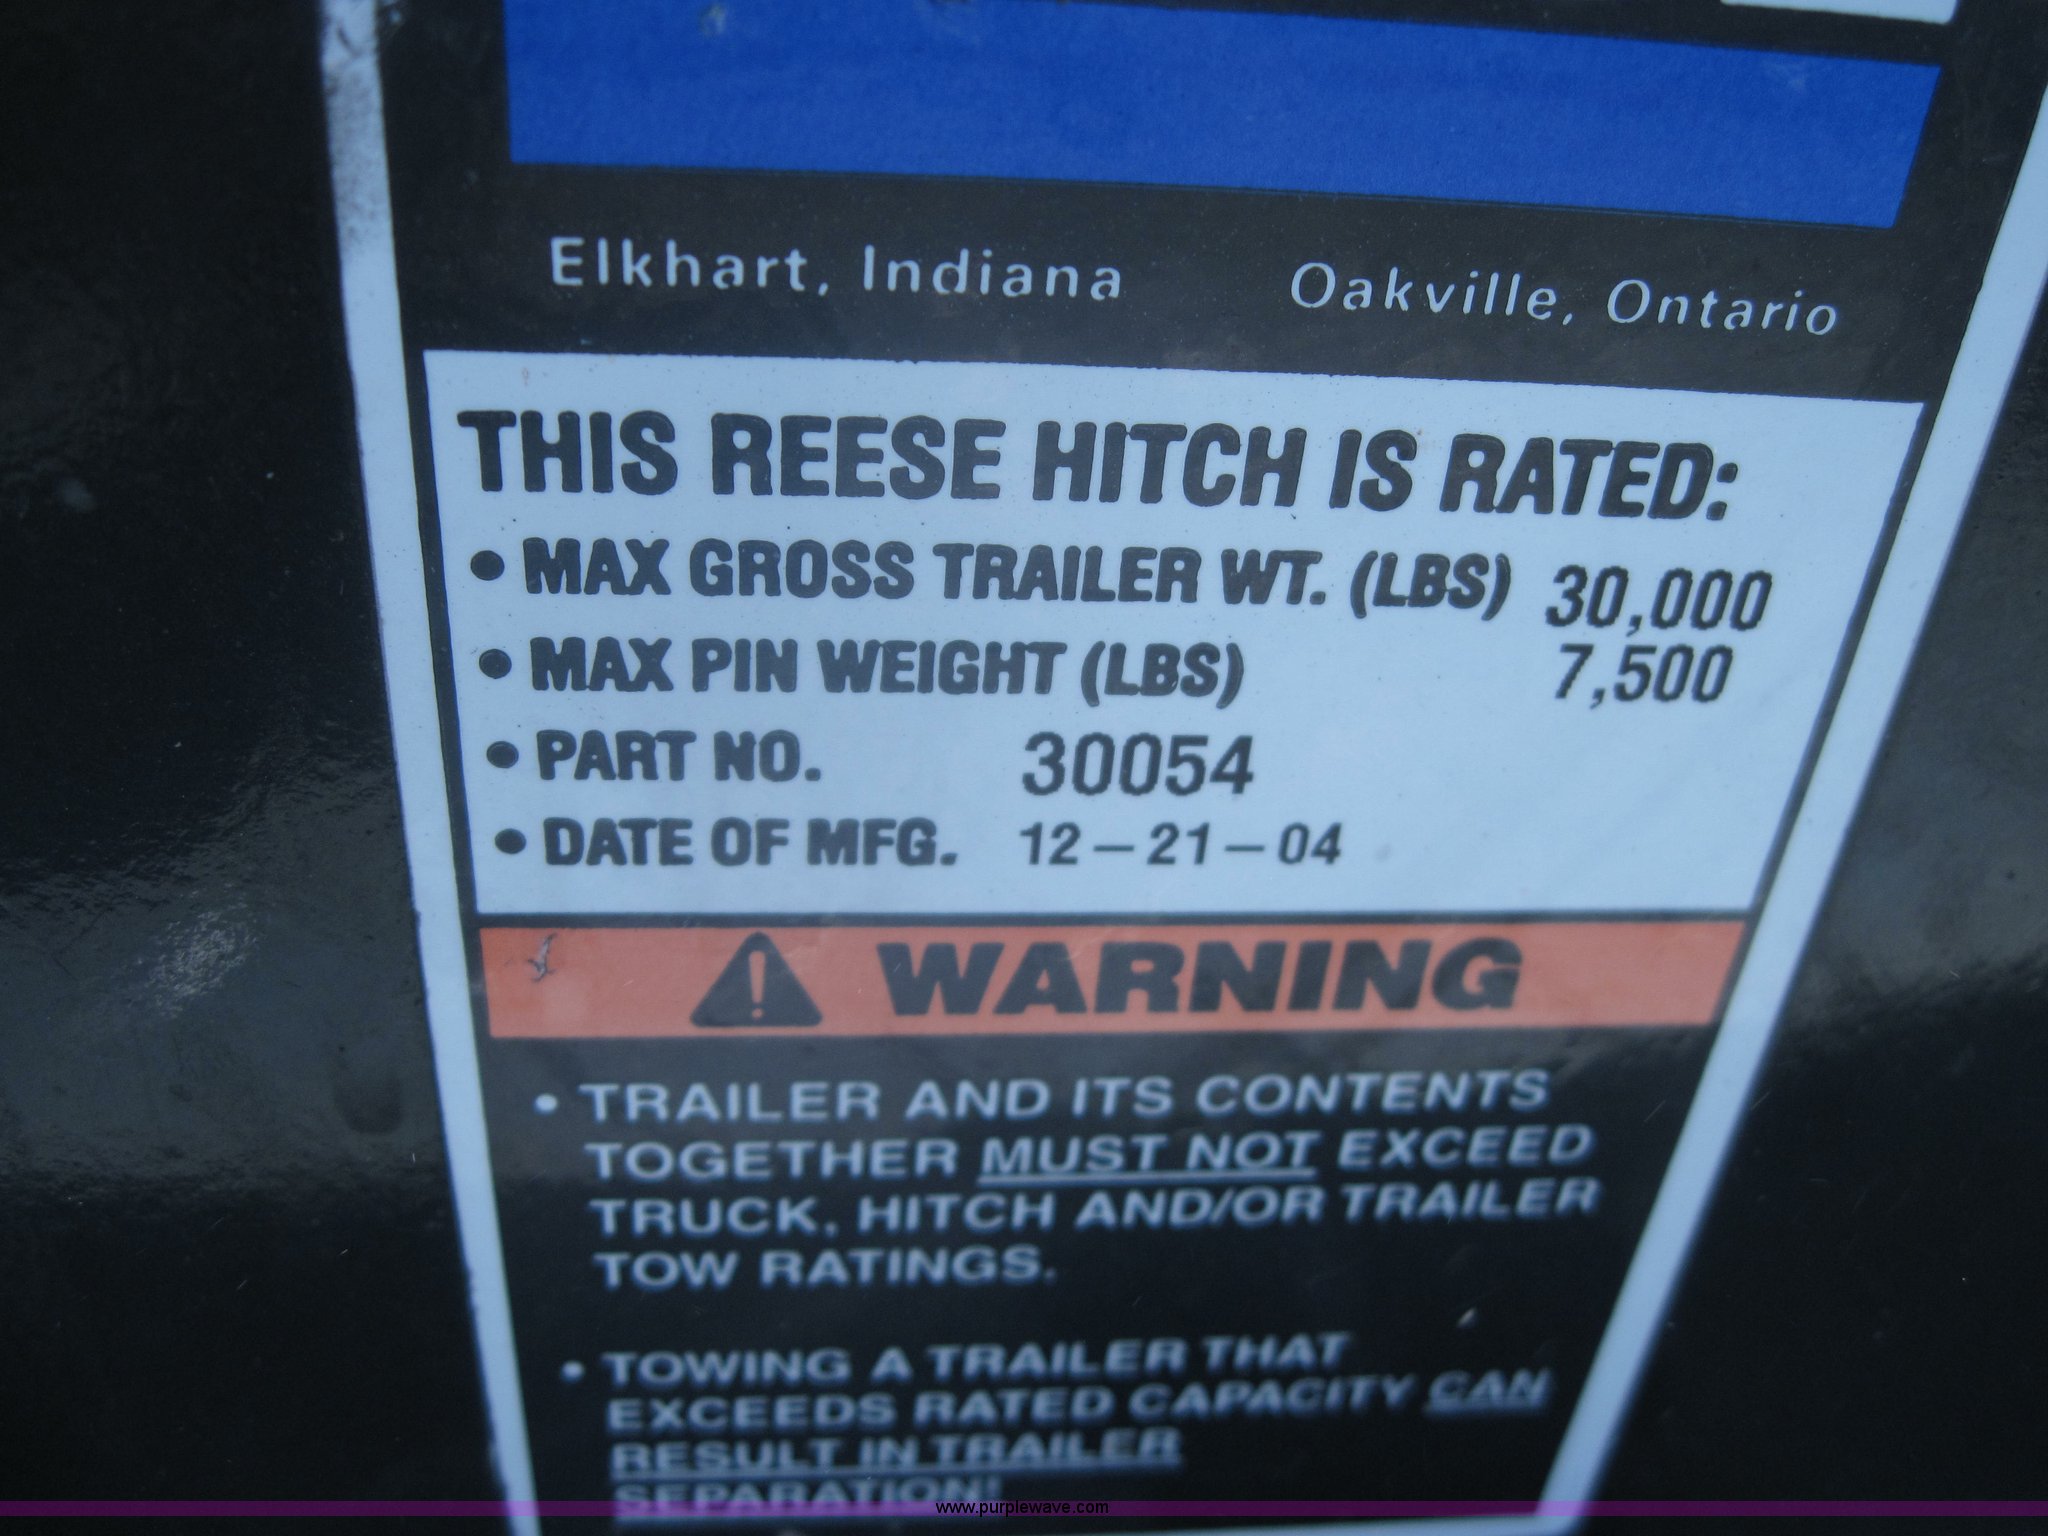 Elkhart, Indiana Oakville, Ontario
THIS REESE HITCH IS RATED:
• MAX GROSS TRAILER WT. (LBS) 30,000
• MAX PIN WEIGHT (LBS) 7,500
• PART NO. 30054
• DATE OF MFG. 12-21-04
WARNING
• TRAILER AND ITS CONTENTS
TOGETHER MUST NOT EXCEED
TRUCK, HITCH AND/OR TRAILER
TOW RATINGS.
• TOWING A TRAILER THAT
EXCEEDS RATED CAPACITY CAN
RESULT IN TRAILER
SEPARATION!
www.purplewave.com